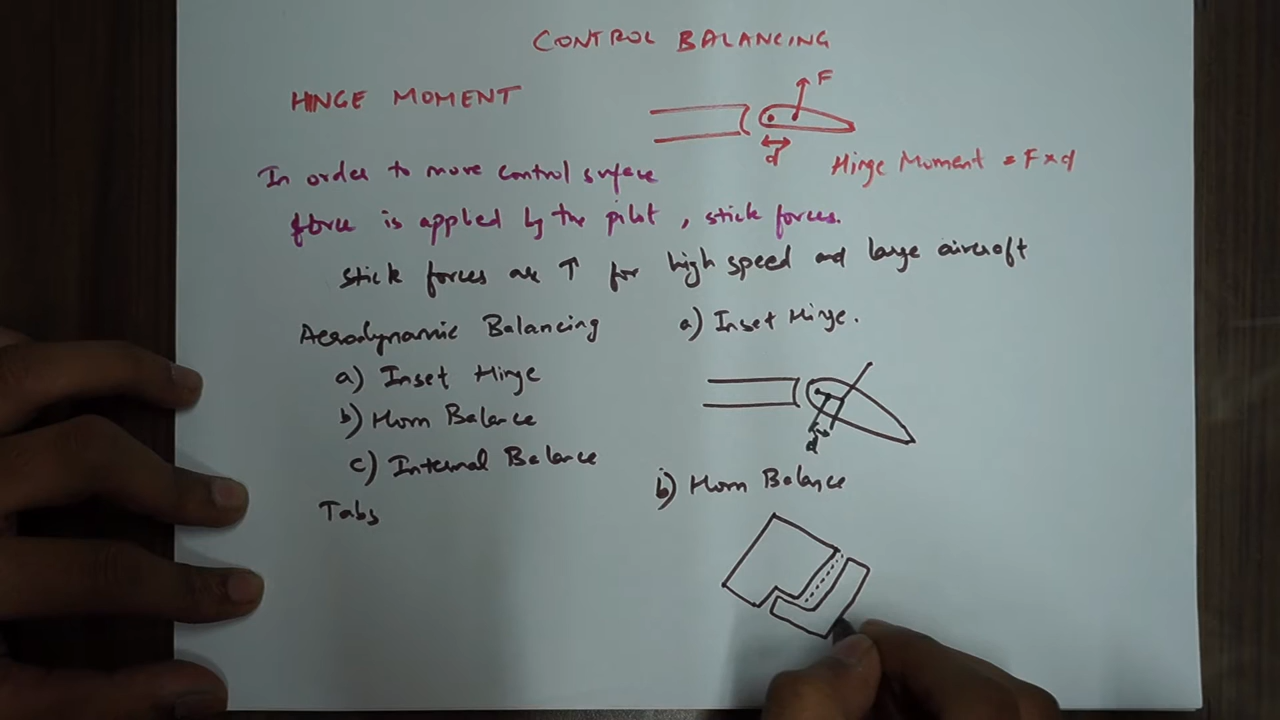 CONTROL BALANCING
HINGE MOMENT
F
d
Hinge Moment = F x d
In order to move control surface
force is applied by the pilot, stick forces.
stick forces are ↑ for high speed and large aircraft
Aerodynamic Balancing
a) Inset Hinge
b) Horn Balance
c) Internal Balance
Tabs
a) Inset Hinge.
d
b) Horn Balance